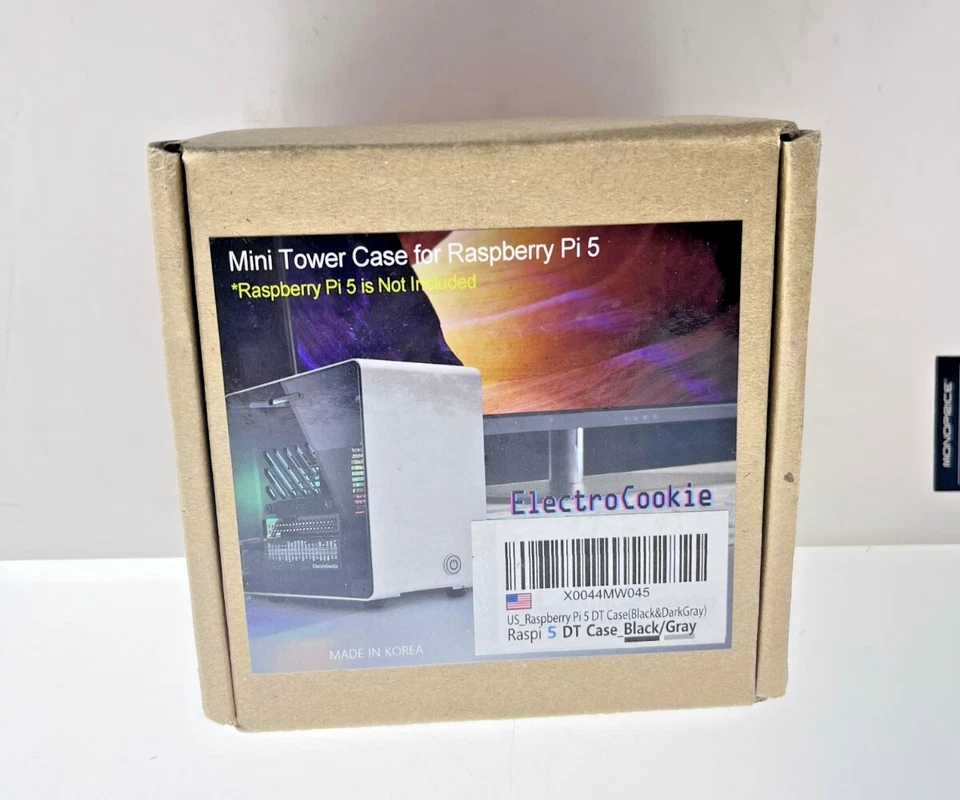 Mini Tower Case for Raspberry Pi 5
*Raspberry Pi 5 is Not Included
ElectroCookie
ElectroCookie
X0044MW045
US_Raspberry Pi 5 DT Case(Black&DarkGray)
Raspi 5 DT Case_Black/Gray
MADE IN KOREA
MONOPRICE